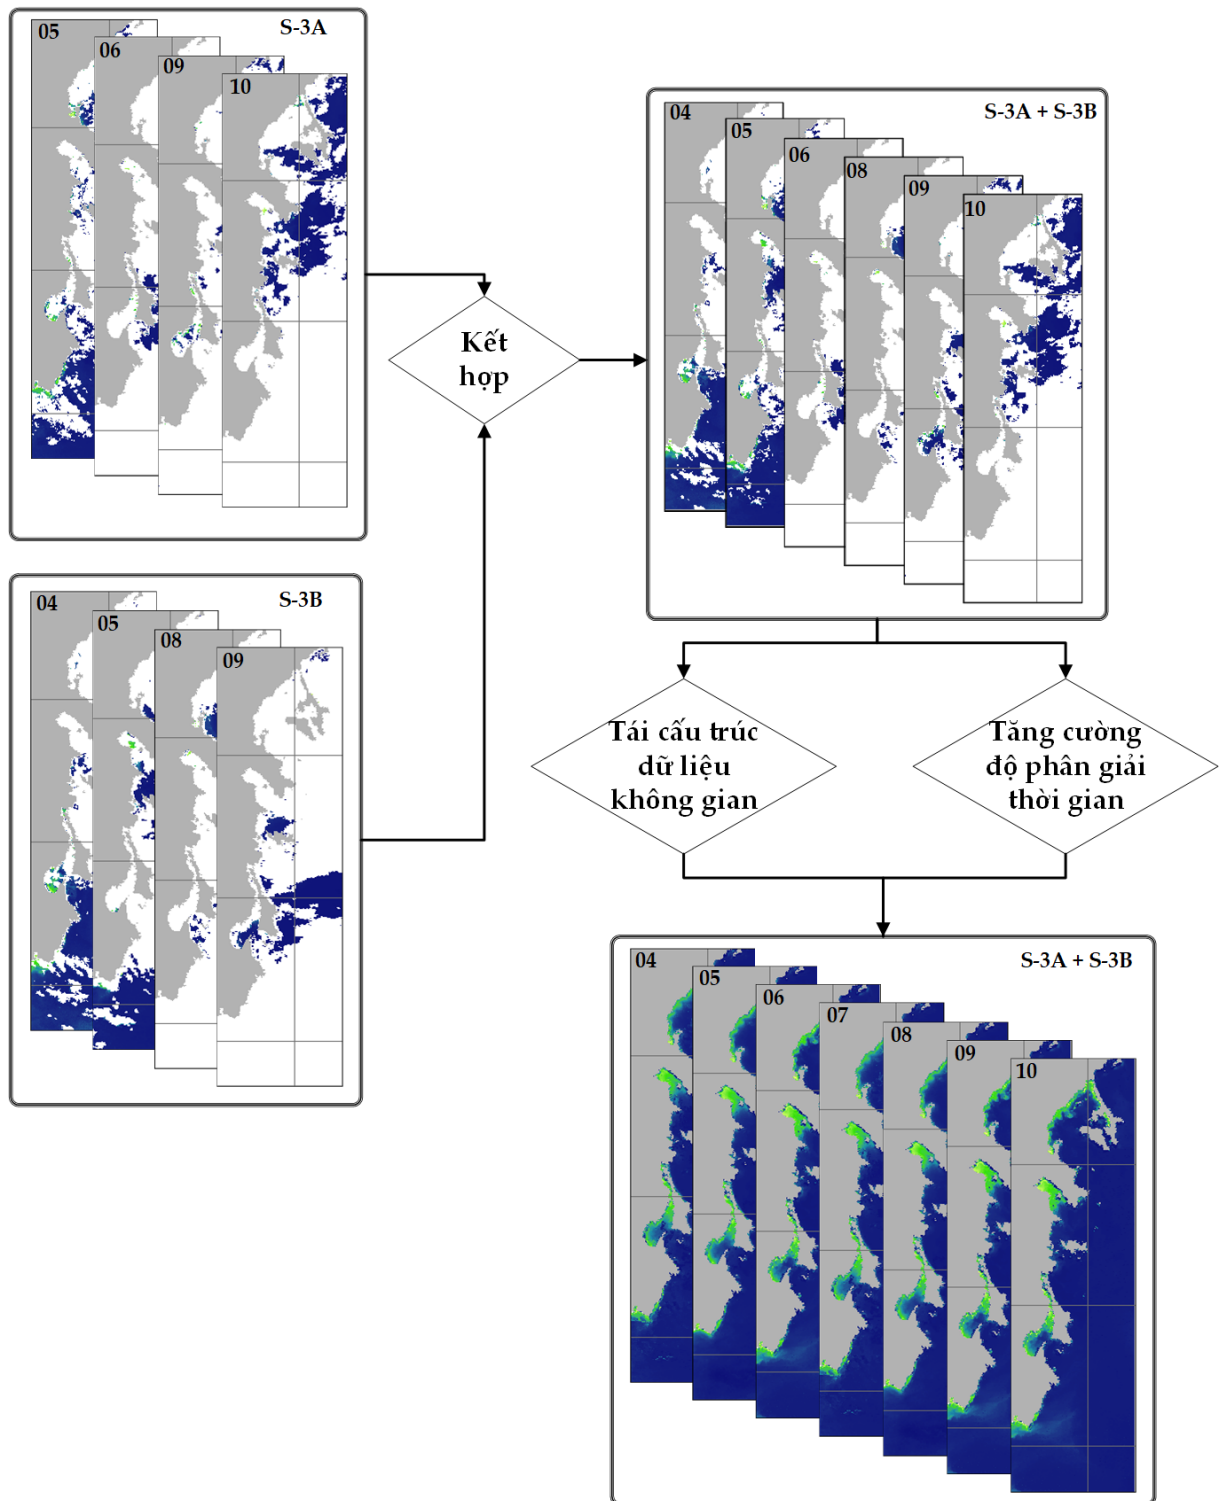 S-3A
05
06
09
10
Kết
hợp
S-3A + S-3B
04
05
06
08
09
10
S-3B
04
05
08
09
Tái cấu trúc
dữ liệu
không gian
Tăng cường
độ phân giải
thời gian
S-3A + S-3B
04
05
06
07
08
09
10